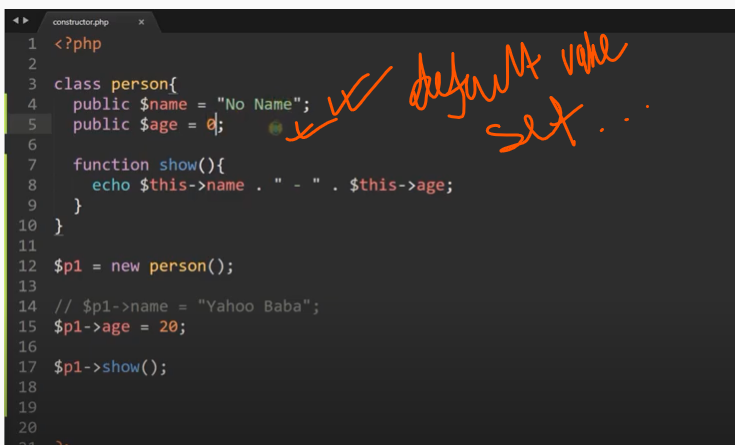 constructor.php ×
1 <?php
2
3 class person{
4 public $name = "No Name";
5 public $age = 0;
6
7 function show(){
8 echo $this->name . " - " . $this->age;
9 }
10 }
11
12 $p1 = new person();
13
14 // $p1->name = "Yahoo Baba";
15 $p1->age = 20;
16
17 $p1->show();
18
19
20
default value
set...